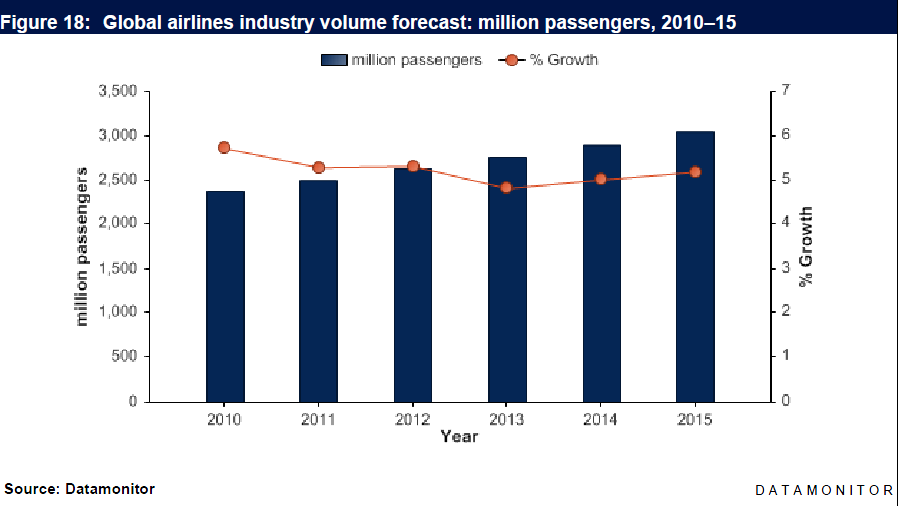 Figure 18: Global airlines industry volume forecast: million passengers, 2010–15
million passengers % Growth
3,500 7
3,000 6
2,500 5
2,000 4
1,500 3
1,000 2
500 1
0 0
million passengers
% Growth
2010 2011 2012 2013 2014 2015
Year
Source: Datamonitor
DATAMONITOR